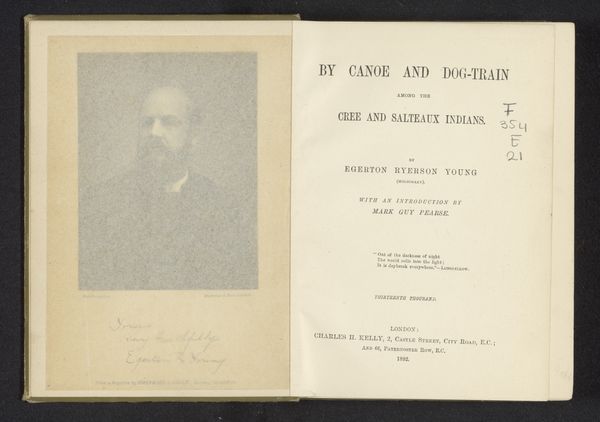 Yours
very faithfully
Egerton R Young
BY CANOE AND DOG-TRAIN
AMONG THE
CREE AND SALTEAUX INDIANS.
F
354
E
21
BY
EGERTON RYERSON YOUNG
(MISSIONARY).
WITH AN INTRODUCTION BY
MARK GUY PEARSE.
"Out of the darkness of night
The world rolls into the light;
It is daybreak everywhere."—LONGFELLOW.
THIRTEENTH THOUSAND.
LONDON:
CHARLES H. KELLY, 2, CASTLE STREET, CITY ROAD, E.C.;
AND 66, PATERNOSTER ROW, E.C.
1892.